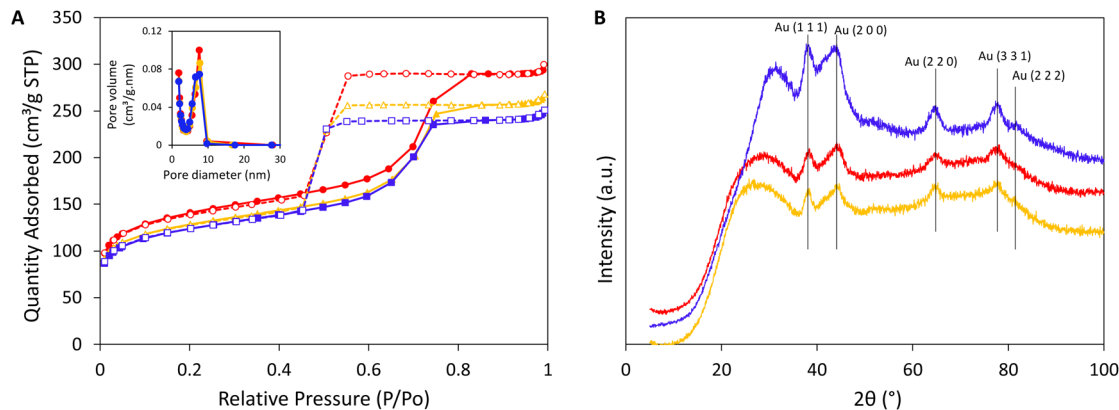 A
350
300
250
200
150
100
50
0
Quantity Adsorbed (cm³/g STP)
0
0.2
0.4
0.6
0.8
1
Relative Pressure (P/Po)
0.12
0.08
0.04
0
Pore volume
(cm³/g.nm)
0
10
20
30
Pore diameter (nm)
B
Au (1 1 1)
Au (2 0 0)
Au (2 2 0)
Au (3 3 1)
Au (2 2 2)
Intensity (a.u.)
0
20
40
60
80
100
2θ (°)